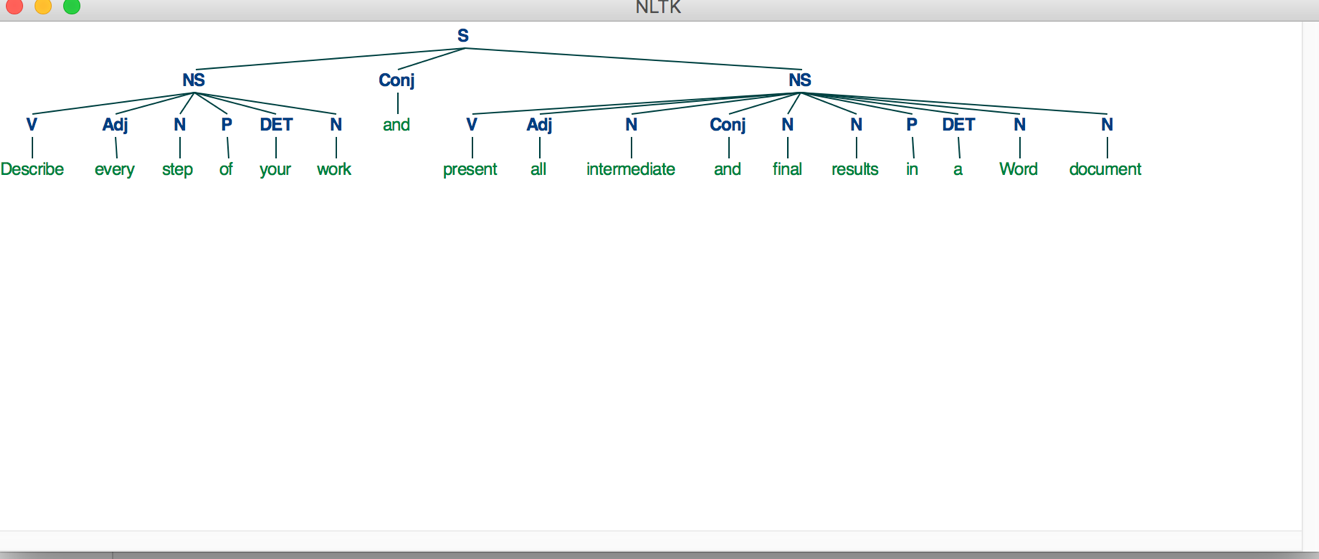 NLTK
S
NS Conj NS
V Adj N P DET N and V Adj N Conj N N P DET N N
Describe every step of your work present all intermediate and final results in a Word document